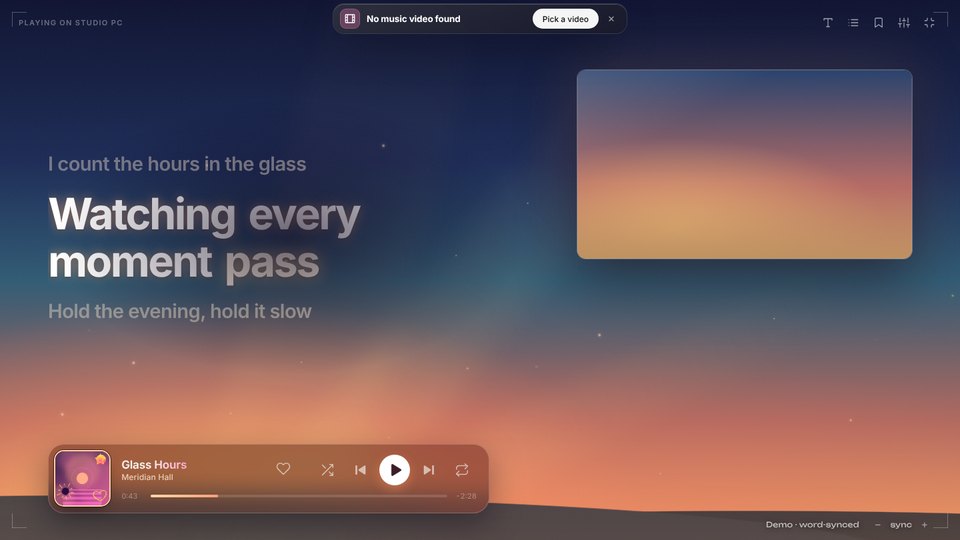 PLAYING ON STUDIO PC
No music video found
Pick a video
I count the hours in the glass
Watching every
moment pass
Hold the evening, hold it slow
Glass Hours
Meridian Hall
0:43
-2:28
Demo · word-synced
− sync +